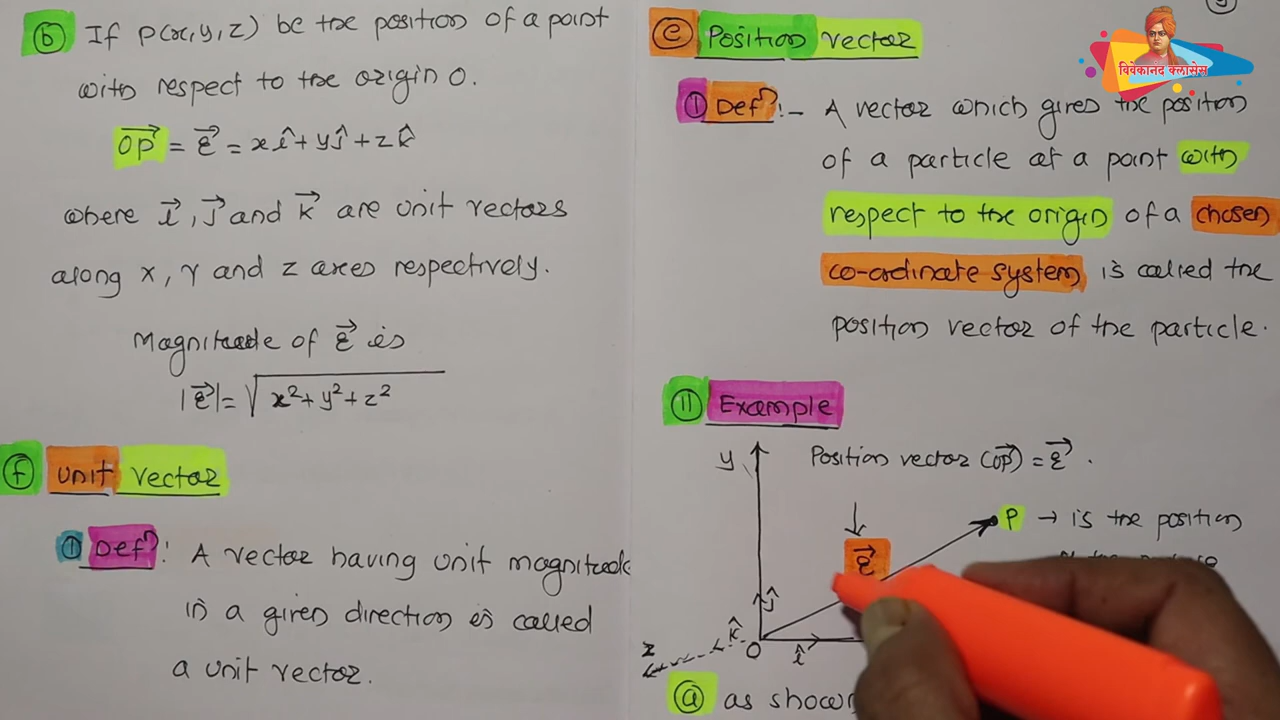 ⓑ If P(x,y,z) be the position of a point
with respect to the origin O.
OP⃗ = r⃗ = x î + y ĵ + z k̂
where i⃗, j⃗ and k⃗ are unit vectors
along x, Y and z axes respectively.
Magnitude of r⃗ is
|r⃗| = √x²+y²+z²
ⓕ Unit Vector
① Defⁿ: A vector having unit magnitude
in a given direction is called
a unit vector.
ⓔ Position vector
① Defⁿ:- A vector which gives the position
of a particle at a point with
respect to the origin of a chosen
co-ordinate system is called the
position vector of the particle.
⑪ Example
y
Position vector (OP⃗) = r⃗.
r⃗
P → is the position
ĵ
k̂
z
O
î
ⓐ as shown
विवेकानंद क्लासेस